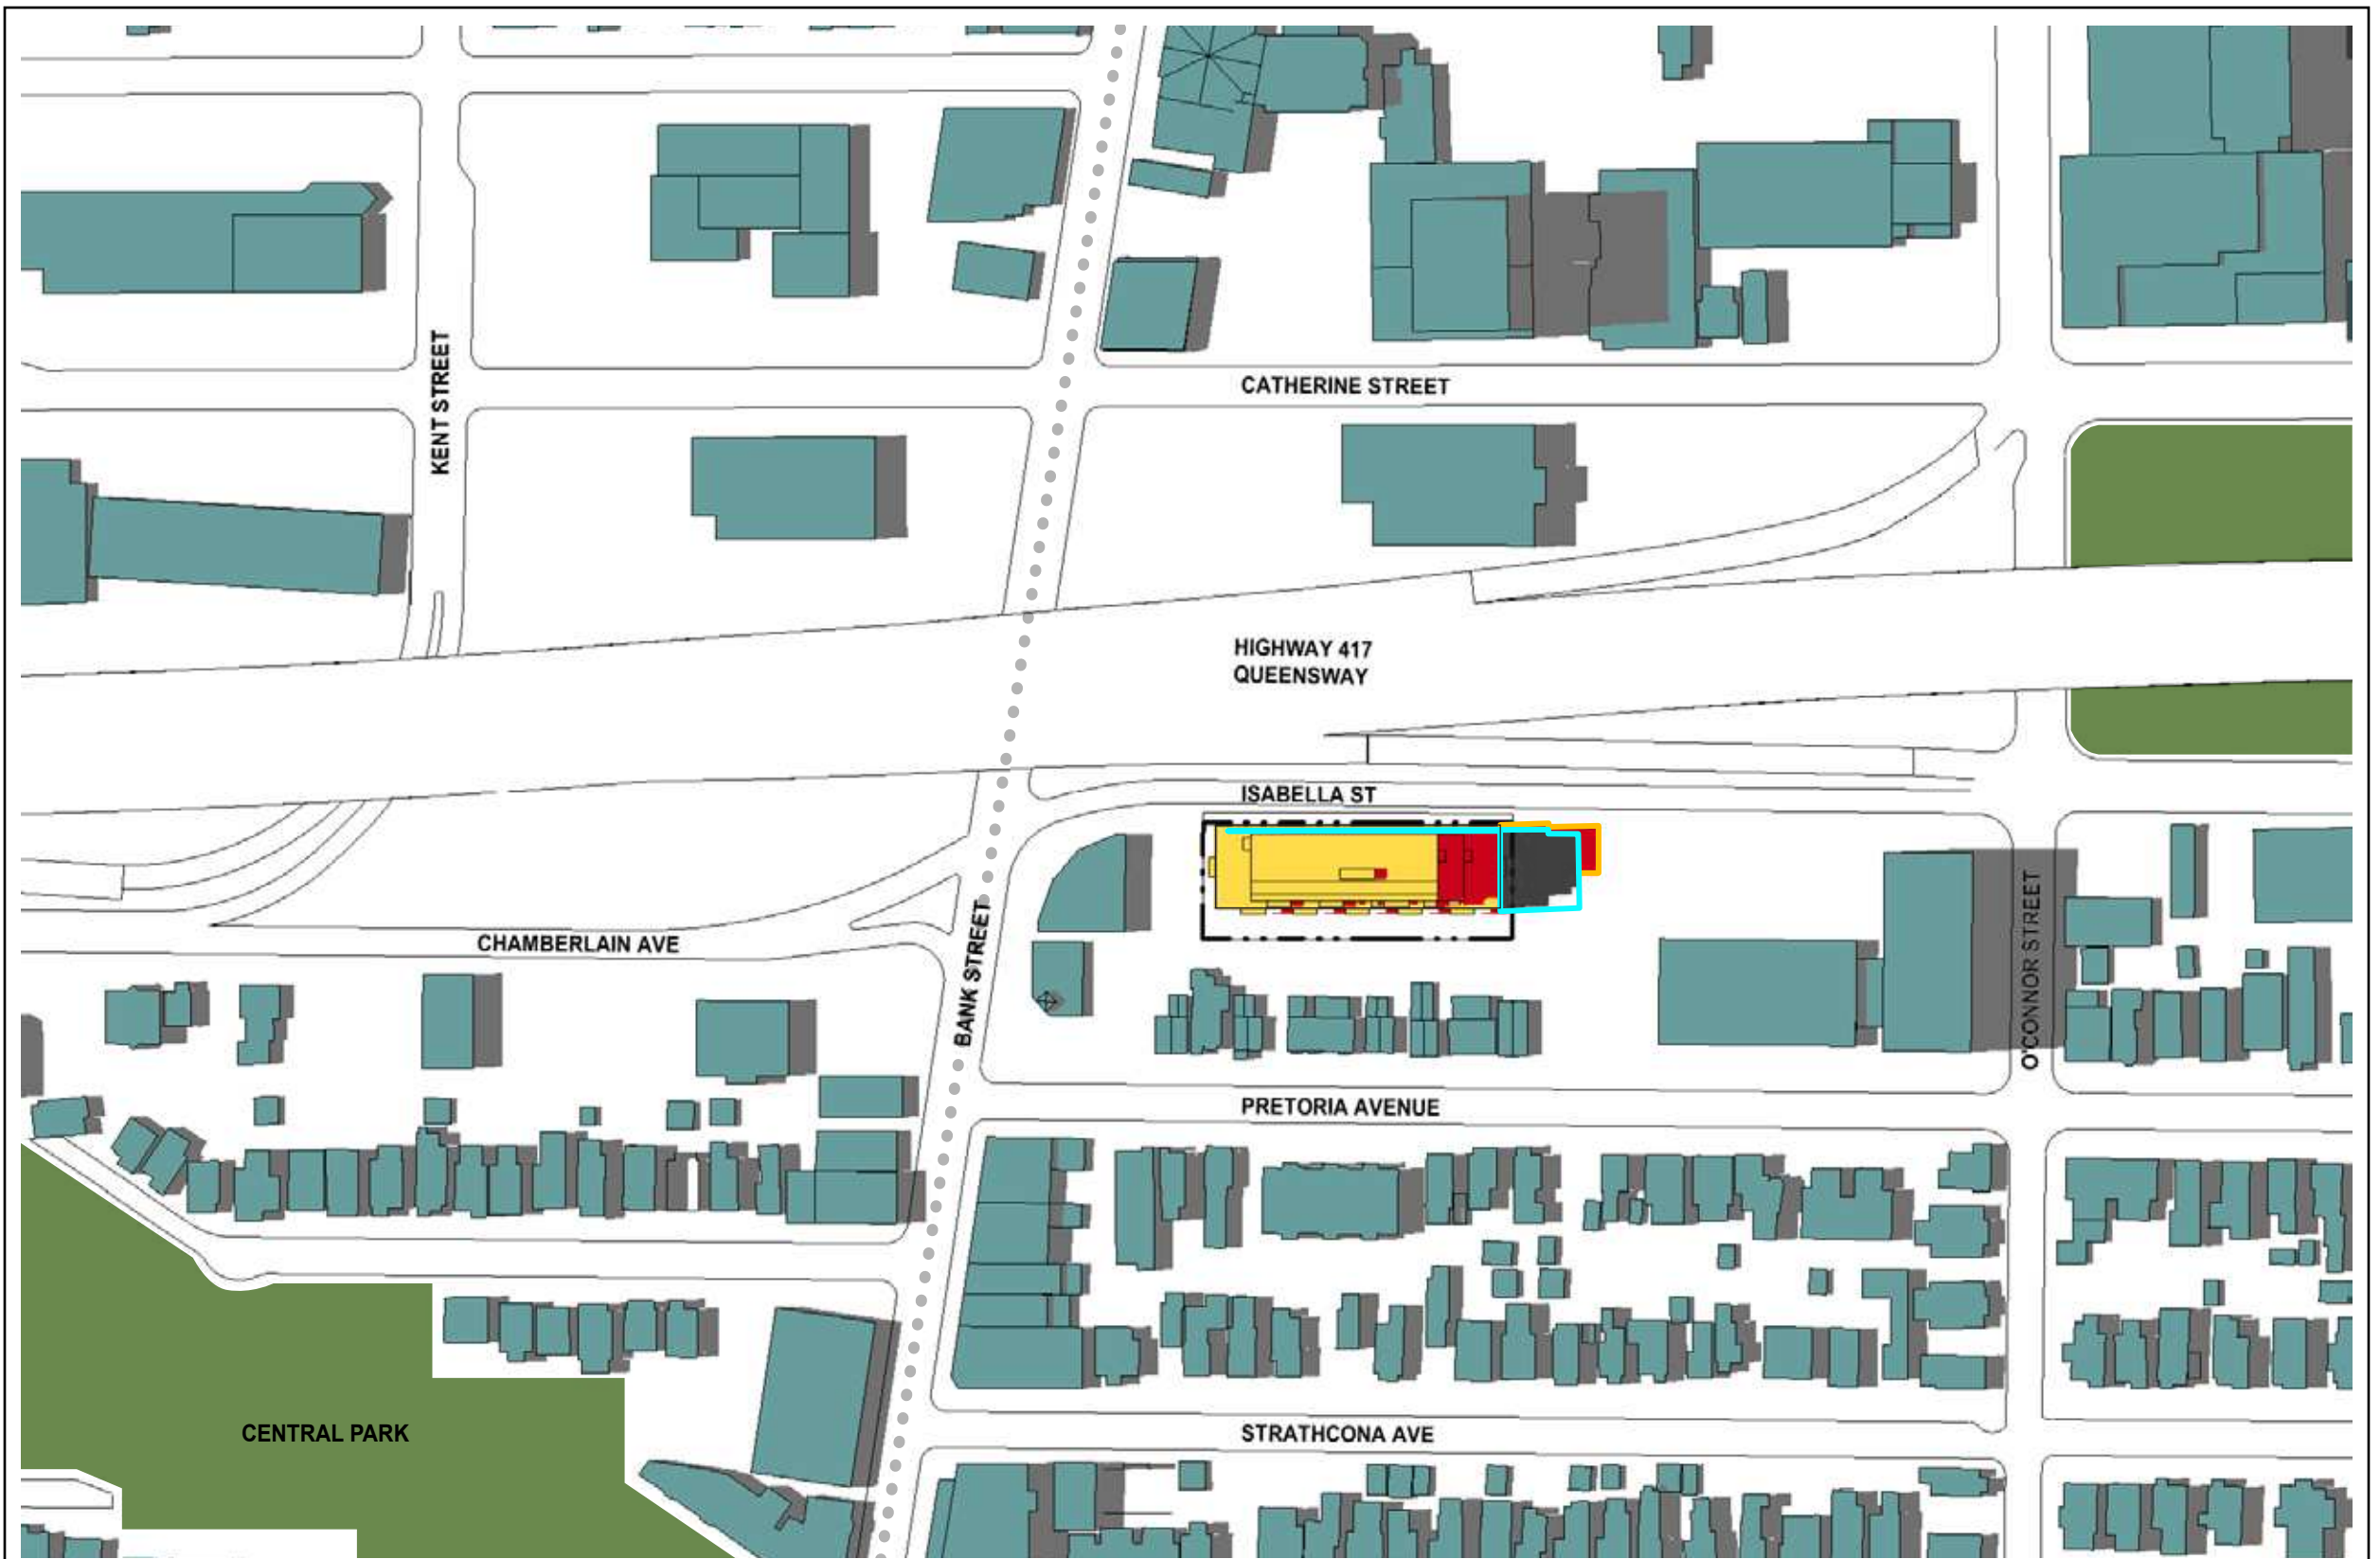 KENT STREET
CATHERINE STREET
HIGHWAY 417
QUEENSWAY
ISABELLA ST
CHAMBERLAIN AVE
BANK STREET
O'CONNOR STREET
PRETORIA AVENUE
CENTRAL PARK
STRATHCONA AVE